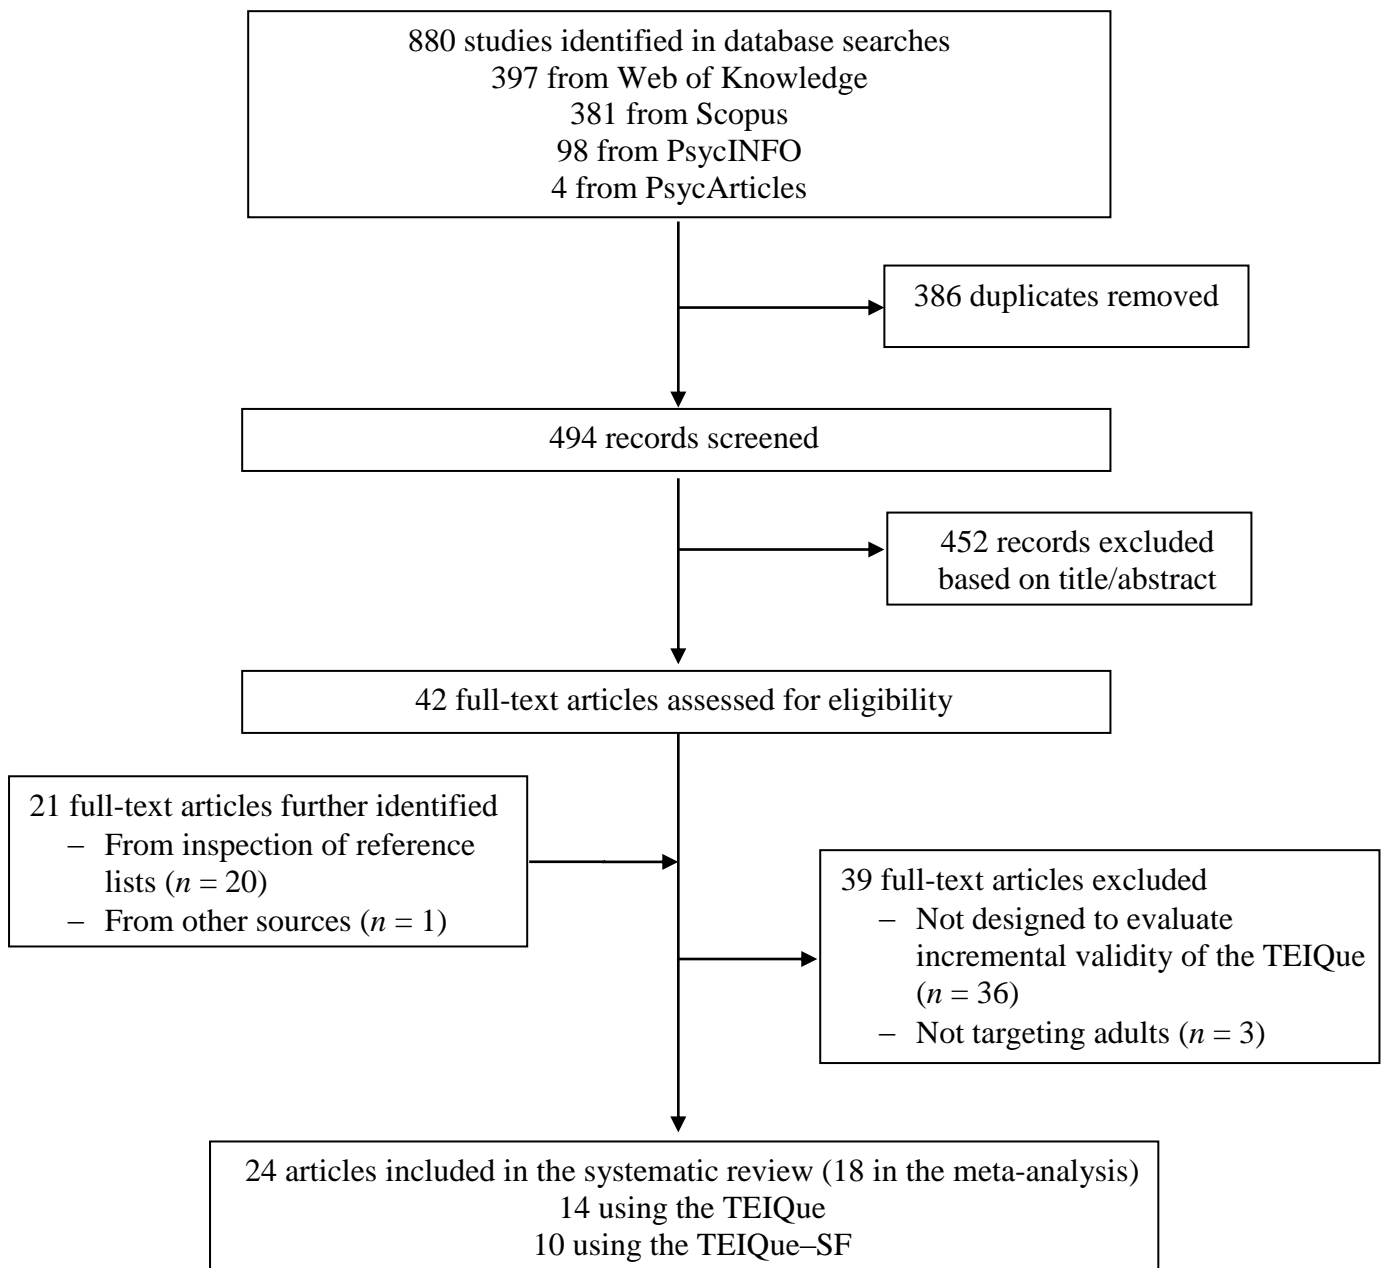 880 studies identified in database searches
397 from Web of Knowledge
381 from Scopus
98 from PsycINFO
4 from PsycArticles
386 duplicates removed
494 records screened
452 records excluded
based on title/abstract
42 full-text articles assessed for eligibility
21 full-text articles further identified
− From inspection of reference
lists (n = 20)
− From other sources (n = 1)
39 full-text articles excluded
− Not designed to evaluate
incremental validity of the TEIQue
(n = 36)
− Not targeting adults (n = 3)
24 articles included in the systematic review (18 in the meta-analysis)
14 using the TEIQue
10 using the TEIQue–SF